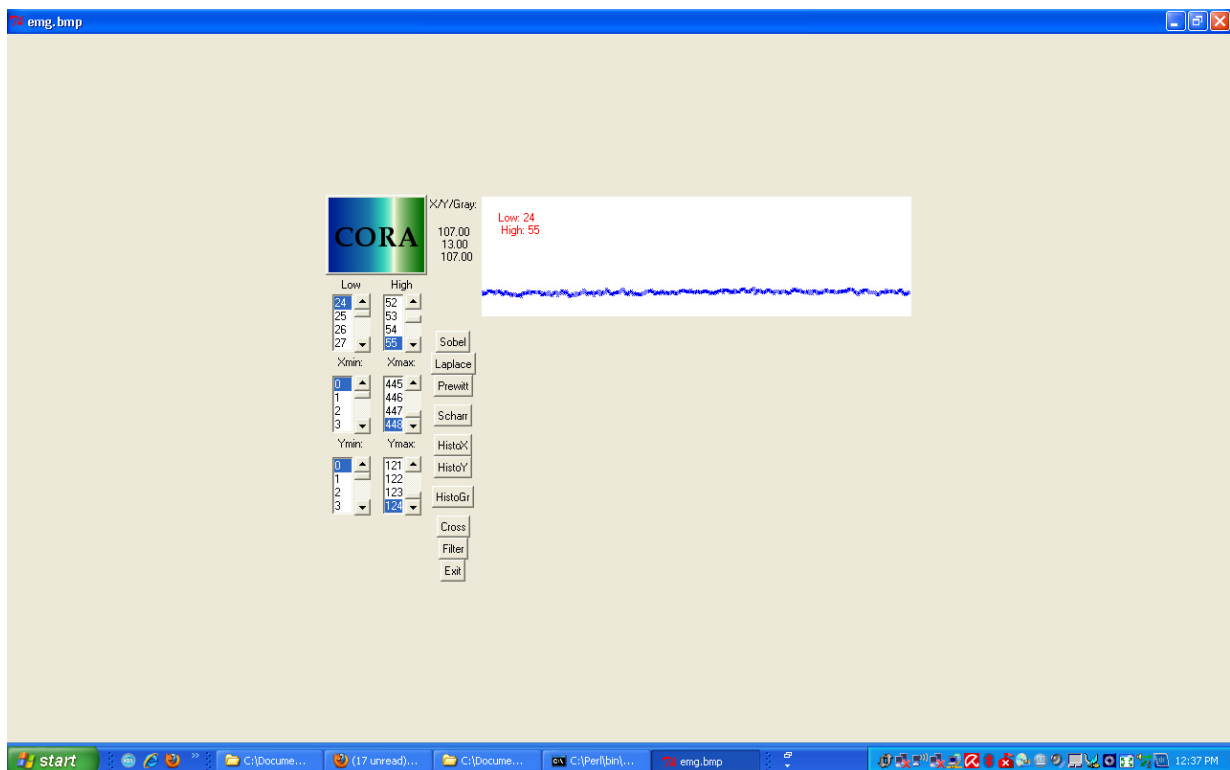 emg.bmp
CORA
X/Y/Gray:
107.00
13.00
107.00
Low: 24
High: 55
Low High
24 52
25 53
26 54
27 55
Xmin: Xmax:
0 445
1 446
2 447
3 448
Ymin: Ymax:
0 121
1 122
2 123
3 124
Sobel
Laplace
Prewitt
Scharr
HistoX
HistoY
HistoGr
Cross
Filter
Exit
start C:\Docume... (17 unread)... C:\Docume... C:\Perl\bin\... emg.bmp 12:37 PM